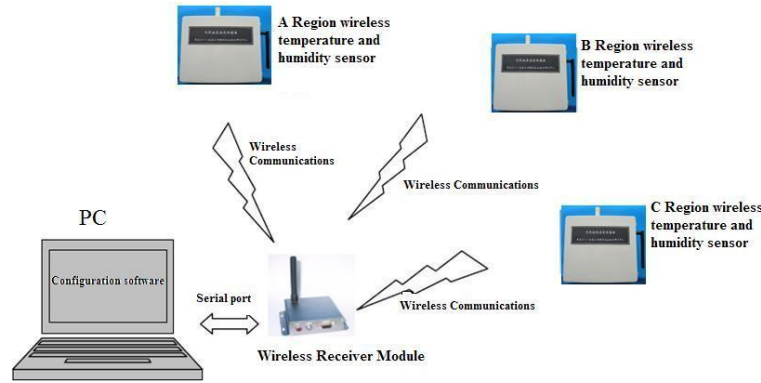 A Region wireless
temperature and
humidity sensor
B Region wireless
temperature and
humidity sensor
Wireless
Communications
Wireless Communications
C Region wireless
temperature and
humidity sensor
PC
Configuration software
Serial port
Wireless Communications
Wireless Receiver Module